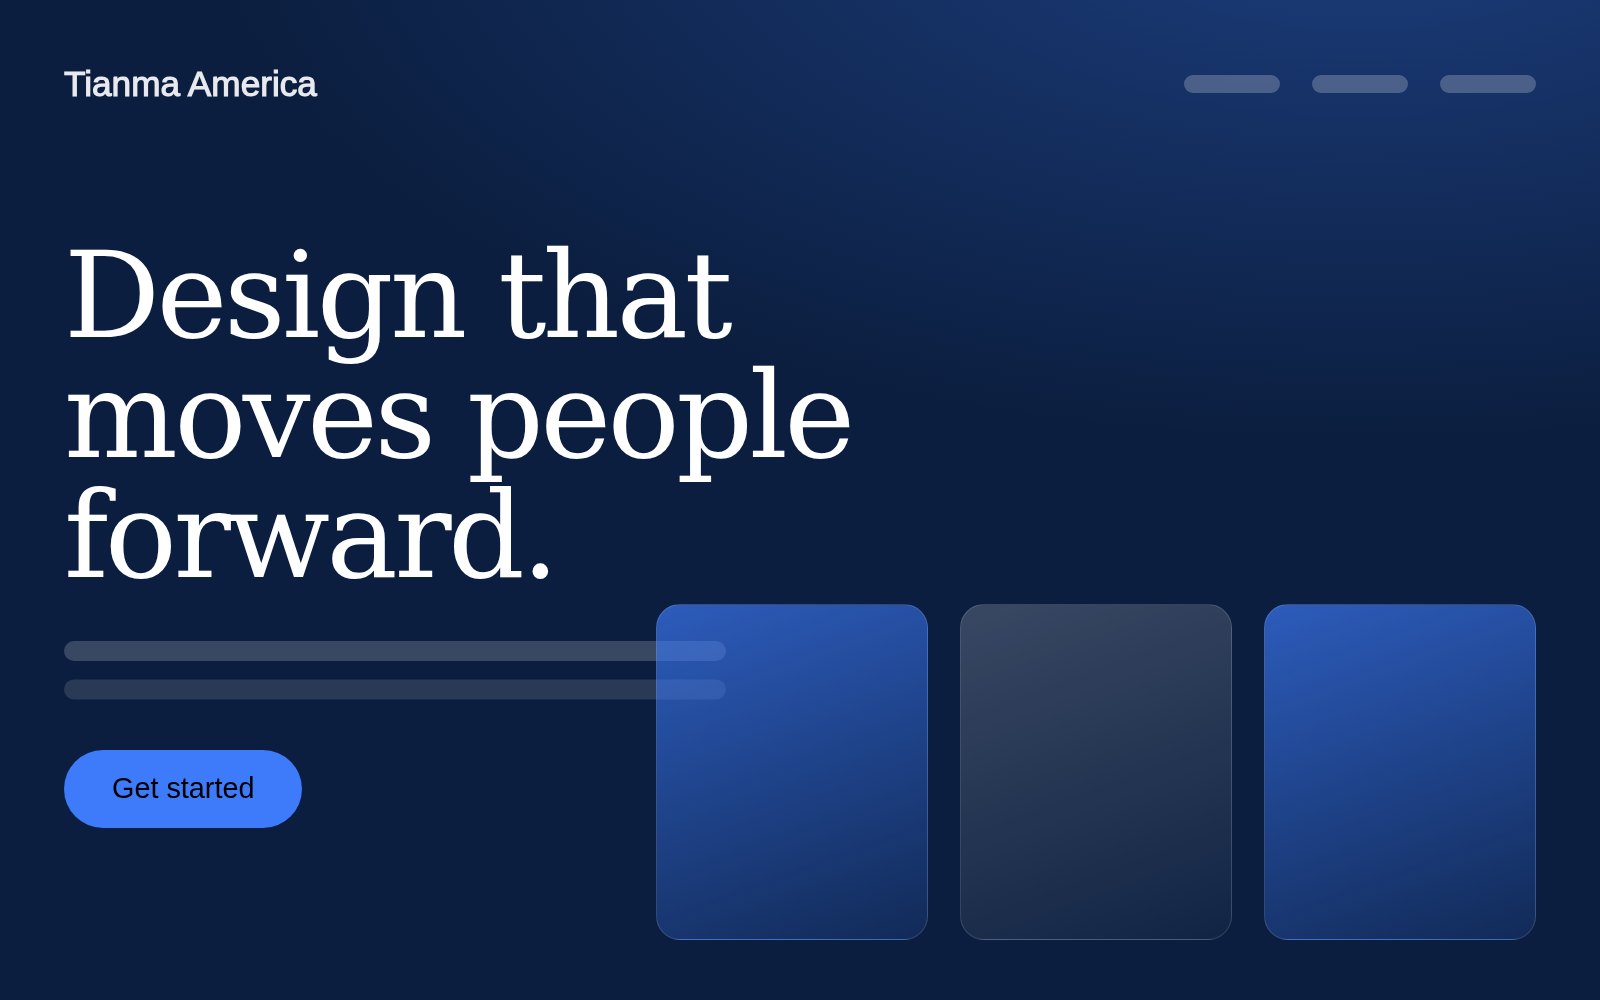 Tianma America
Design that
moves people
forward.
Get started